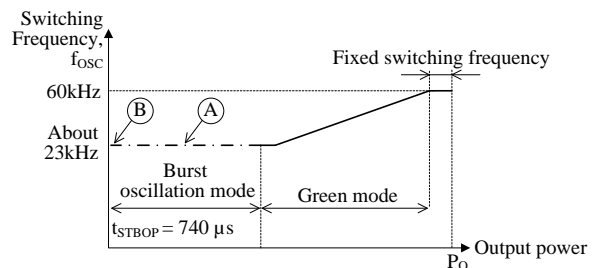 Switching
Frequency,
fOSC
Fixed switching frequency
60kHz
B
A
About
23kHz
Burst
oscillation mode
Green mode
tSTBOP = 740 µs
Output power
PO